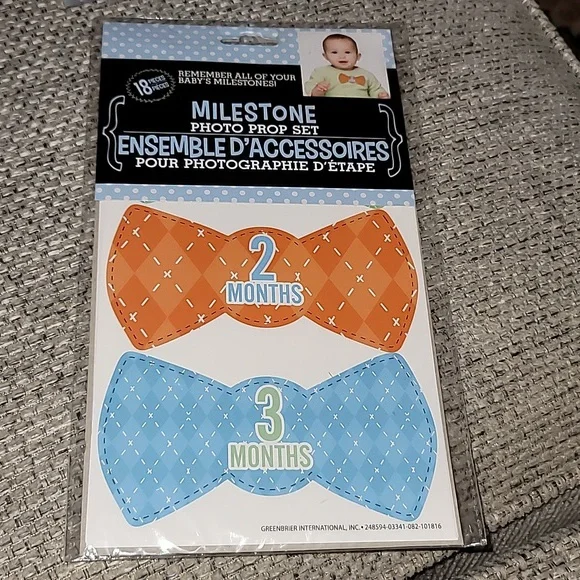 18 PIECES
PIÈCES
REMEMBER ALL OF YOUR
BABY'S MILESTONES!
MILESTONE
PHOTO PROP SET
ENSEMBLE D'ACCESSOIRES
POUR PHOTOGRAPHIE D'ÉTAPE
2
MONTHS
3
MONTHS
GREENBRIER INTERNATIONAL, INC. • 248594-03341-082-101816